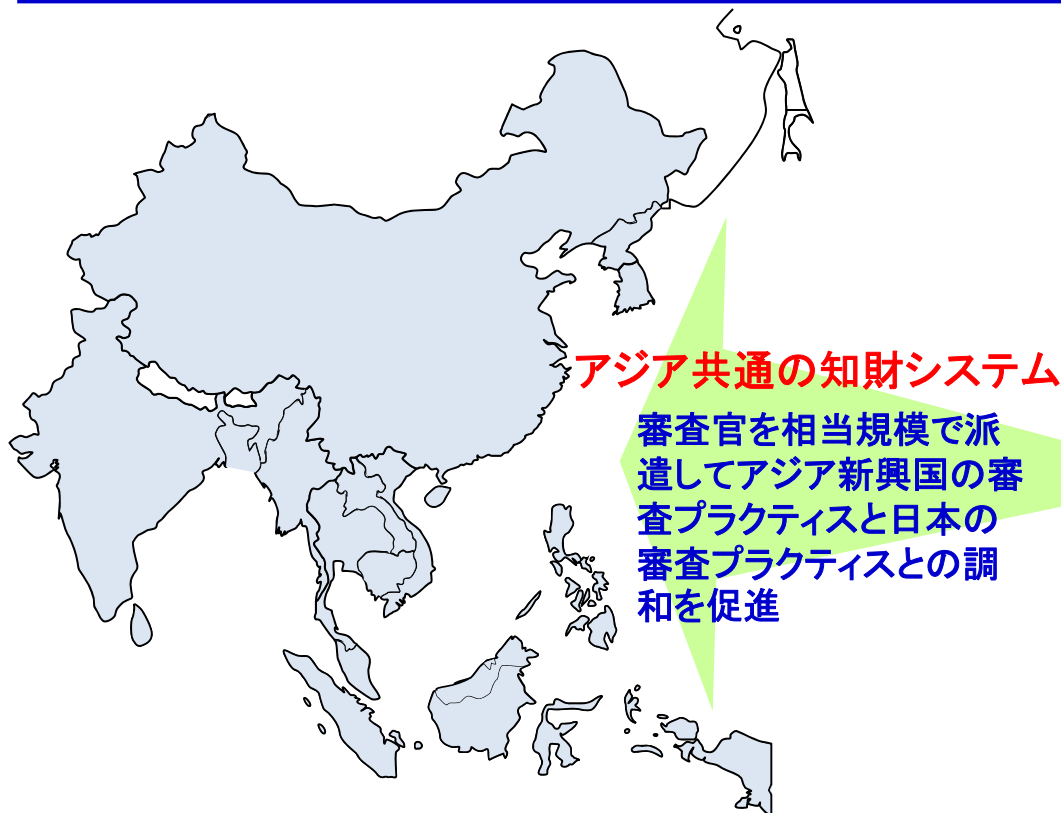 アジア共通の知財システム
審査官を相当規模で派
遣してアジア新興国の審
査プラクティスと日本の
審査プラクティスとの調
和を促進